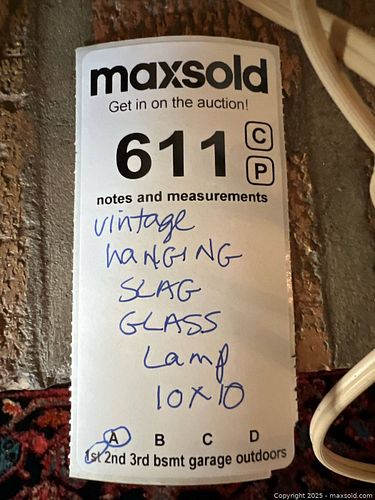 maxsold
Get in on the auction!
611 C
P
notes and measurements
vintage
HANGING
SLAG
GLASS
Lamp
10x10
A B C D
1st 2nd 3rd bsmt garage outdoors
Copyright 2025 - maxsold.com